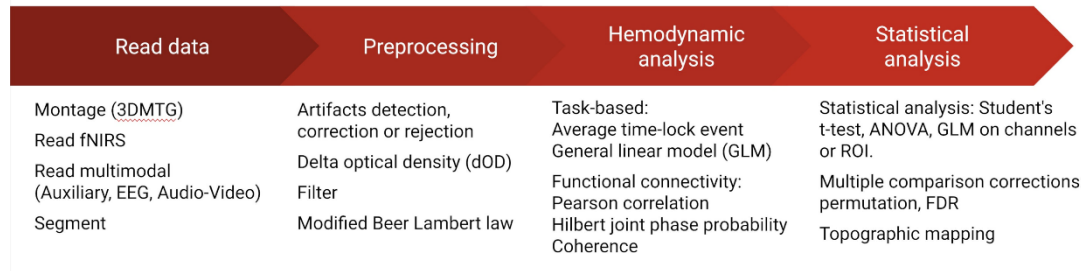 Read data
Preprocessing
Hemodynamic
analysis
Statistical
analysis
Montage (3DMTG)
Read fNIRS
Read multimodal
(Auxiliary, EEG, Audio-Video)
Segment
Artifacts detection,
correction or rejection
Delta optical density (dOD)
Filter
Modified Beer Lambert law
Task-based:
Average time-lock event
General linear model (GLM)
Functional connectivity:
Pearson correlation
Hilbert joint phase probability
Coherence
Statistical analysis: Student's
t-test, ANOVA, GLM on channels
or ROI.
Multiple comparison corrections
permutation, FDR
Topographic mapping